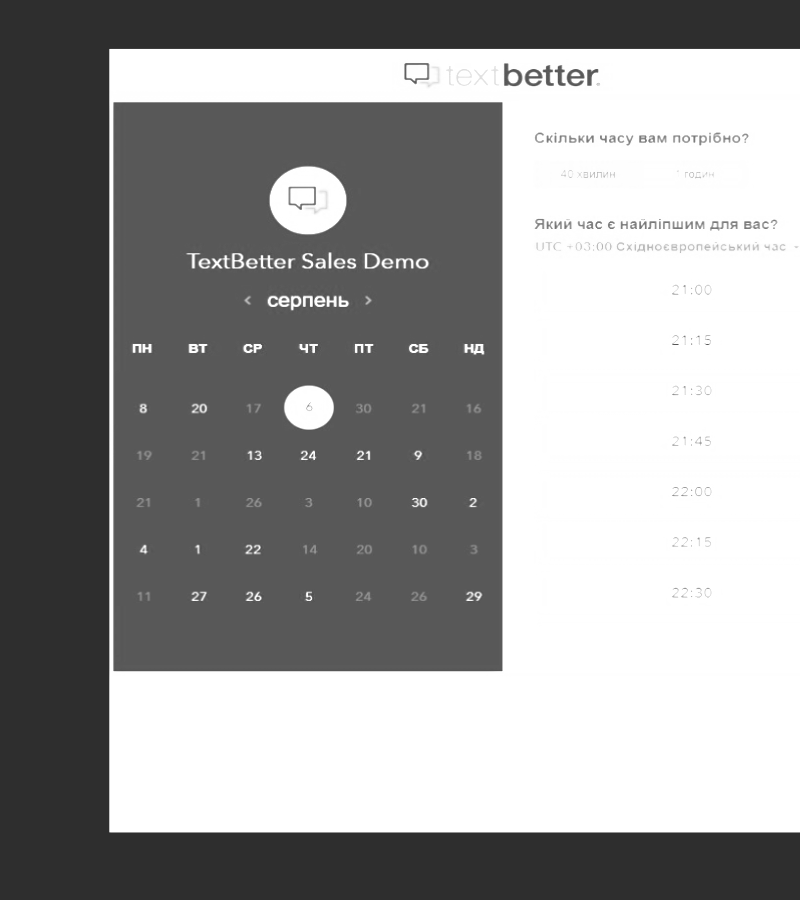 textbetter
TextBetter Sales Demo
< серпень >
ПН ВТ СР ЧТ ПТ СБ НД
8 20 17 6 30 21 16
19 21 13 24 21 9 18
21 1 26 3 10 30 2
4 1 22 14 20 10 3
11 27 26 5 24 26 29
Скільки часу вам потрібно?
40 хвилин 1 годин
Який час є найліпшим для вас?
UTC +03:00 Східноєвропейський час
21:00
21:15
21:30
21:45
22:00
22:15
22:30